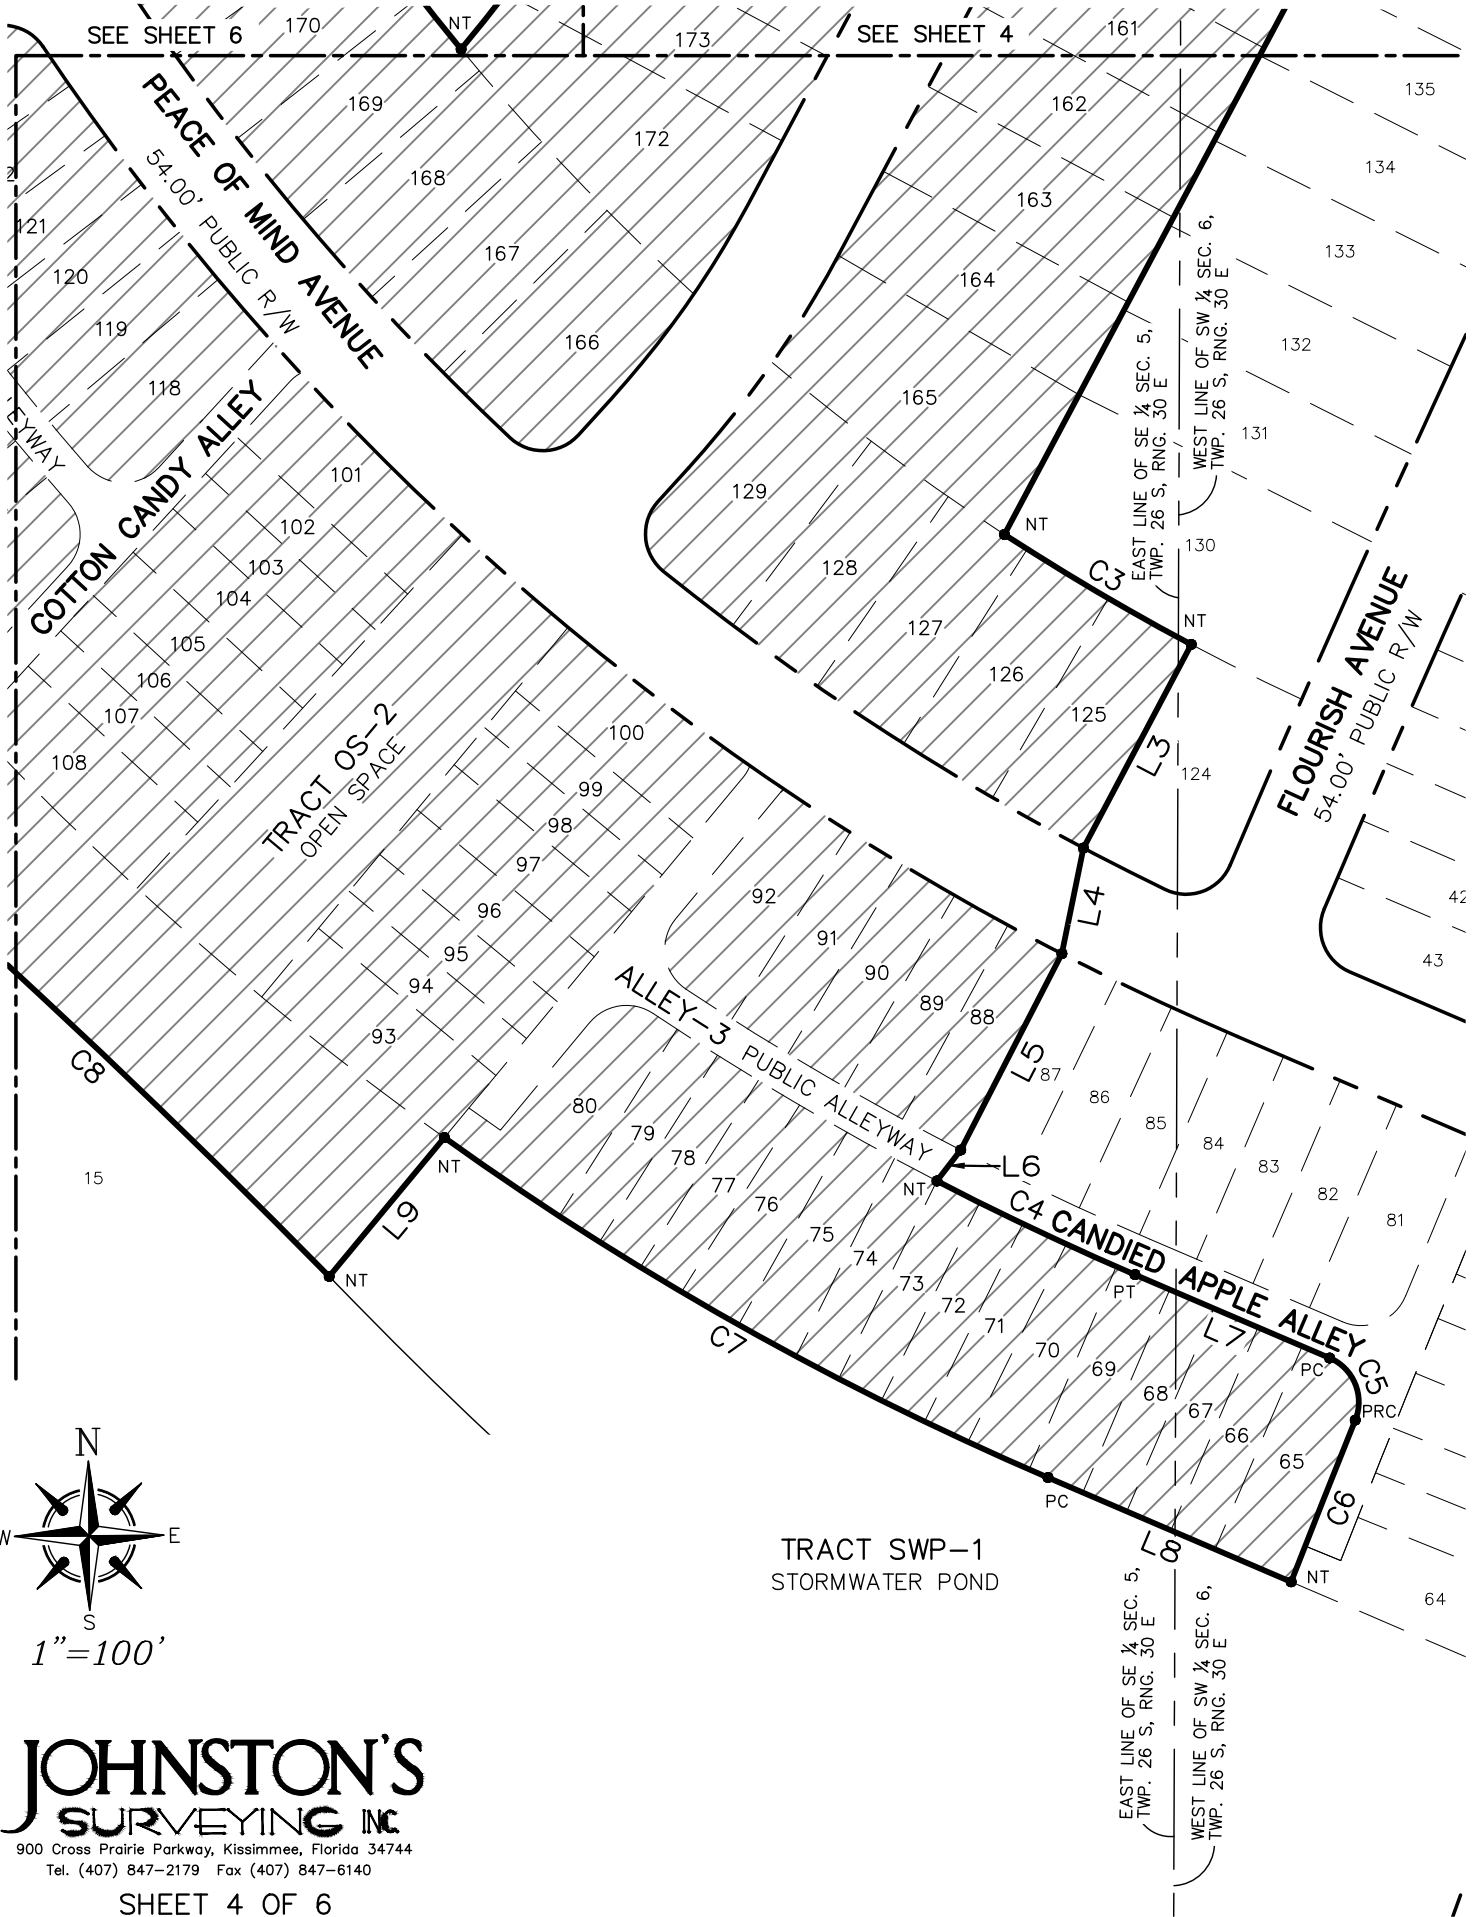 SEE SHEET 6
170
NT
173
SEE SHEET 4
161
169
162
135
PEACE OF MIND AVENUE
54.00' PUBLIC R/W
172
134
168
163
121
167
133
120
164
119
166
132
118
165
131
EAST LINE OF SE ¼ SEC. 5,
TWP. 26 S, RNG. 30 E
WEST LINE OF SW ¼ SEC. 6,
TWP. 26 S, RNG. 30 E
COTTON CANDY ALLEY
101
129
102
NT
130
103
128
C3
104
NT
105
127
FLOURISH AVENUE
54.00' PUBLIC R/W
106
126
107
125
108
100
L3
124
TRACT OS-2
OPEN SPACE
99
98
97
92
L4
42
96
91
43
95
90
94
89
88
93
ALLEY-3 PUBLIC ALLEYWAY
L5
87
C8
86
80
85
79
84
78
83
15
77
L6
82
NT
NT
76
C4
81
L9
75
CANDIED APPLE ALLEY
74
NT
73
PT
72
71
L7
C7
70
69
PC
C5
68
67
PRC
66
65
PC
C6
L8
NT
64
N
W
E
S
1"=100'
TRACT SWP-1
STORMWATER POND
EAST LINE OF SE ¼ SEC. 5,
TWP. 26 S, RNG. 30 E
WEST LINE OF SW ¼ SEC. 6,
TWP. 26 S, RNG. 30 E
JOHNSTON'S
SURVEYING INC.
900 Cross Prairie Parkway, Kissimmee, Florida 34744
Tel. (407) 847-2179 Fax (407) 847-6140
SHEET 4 OF 6